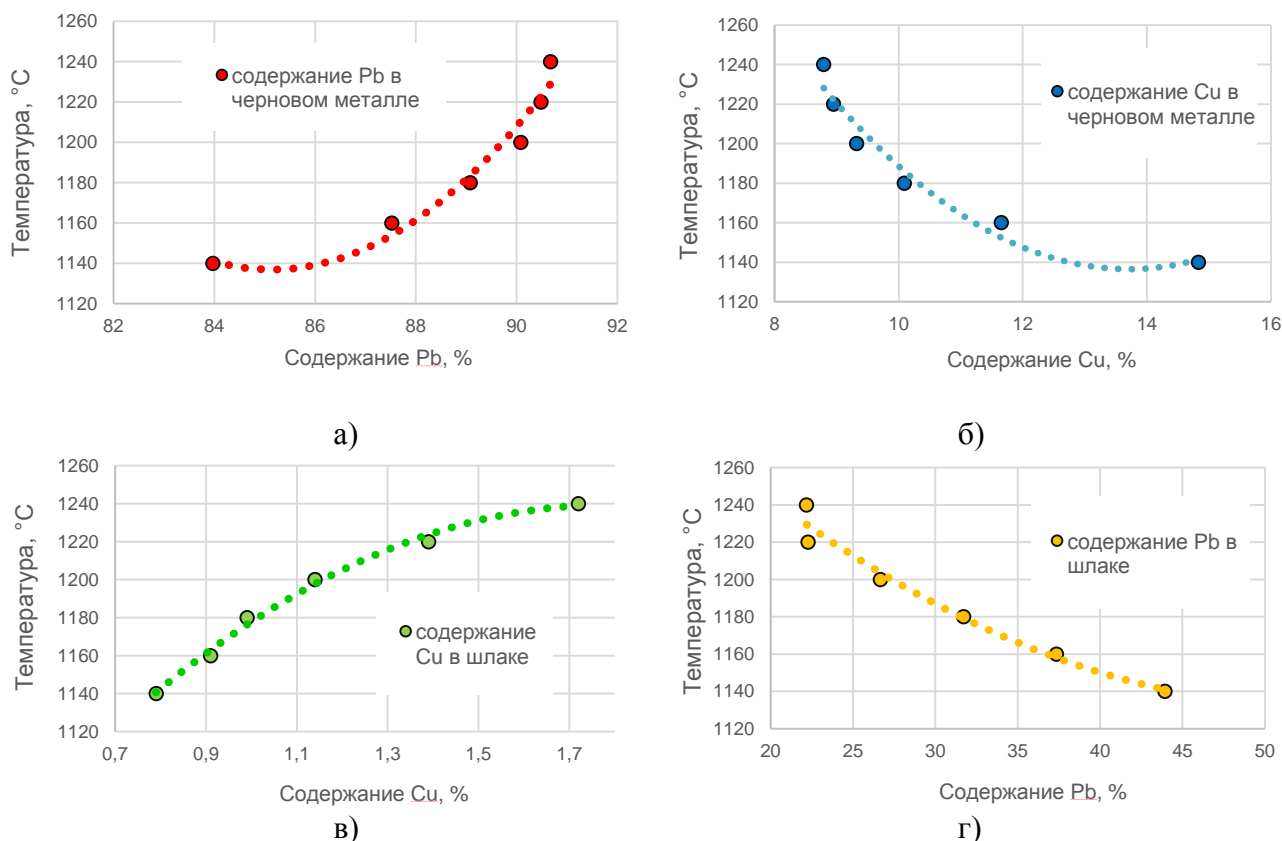 1260
1240
1220
1200
1180
1160
1140
1120
Температура, °C
содержание Pb в
черновом металле
82 84 86 88 90 92
Содержание Pb, %
а)
1260
1240
1220
1200
1180
1160
1140
1120
Температура, °C
содержание Cu в
черновом металле
8 10 12 14 16
Содержание Cu, %
б)
1260
1240
1220
1200
1180
1160
1140
1120
Температура, °C
содержание
Cu в шлаке
0,7 0,9 1,1 1,3 1,5 1,7
Содержание Cu, %
в)
1260
1240
1220
1200
1180
1160
1140
1120
Температура, °C
содержание Pb в
шлаке
20 25 30 35 40 45 50
Содержание Pb, %
г)